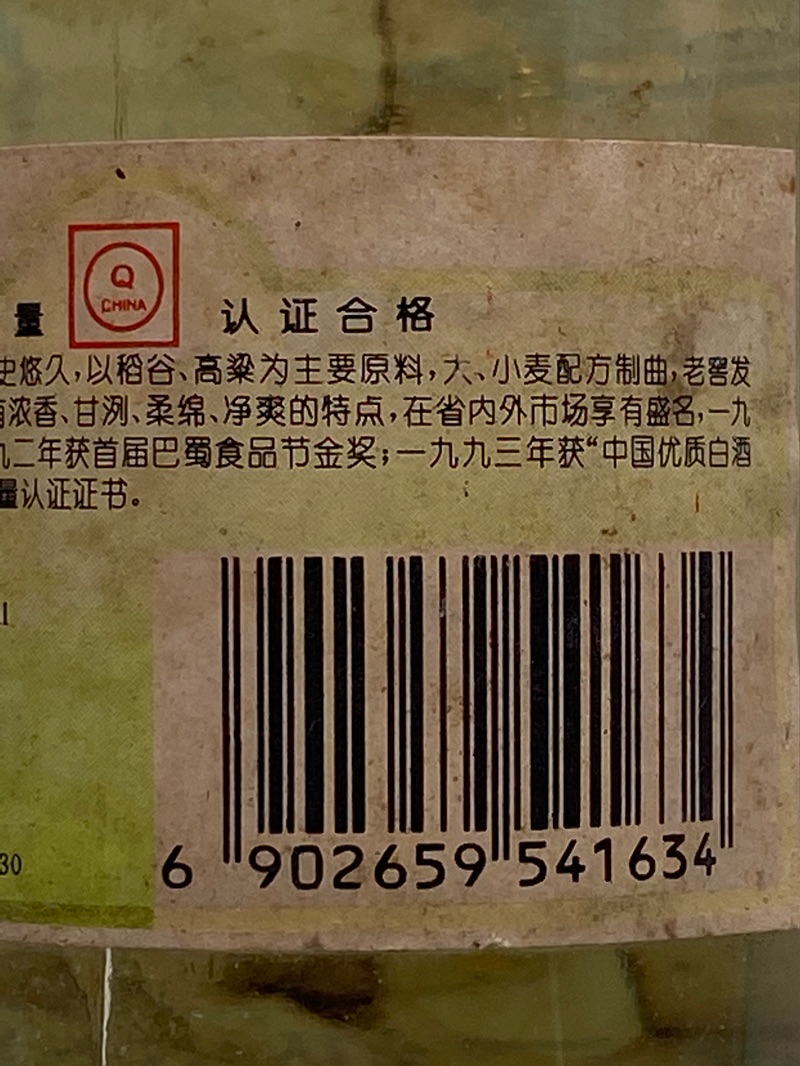 Q
CHINA
量 认证合格
史悠久,以稻谷、高粱为主要原料,大、小麦配方制曲,老窖发
有浓香、甘洌、柔绵、净爽的特点,在省内外市场享有盛名,一九
九二年获首届巴蜀食品节金奖;一九九三年获“中国优质白酒
量认证证书。
30
6 902659 541634